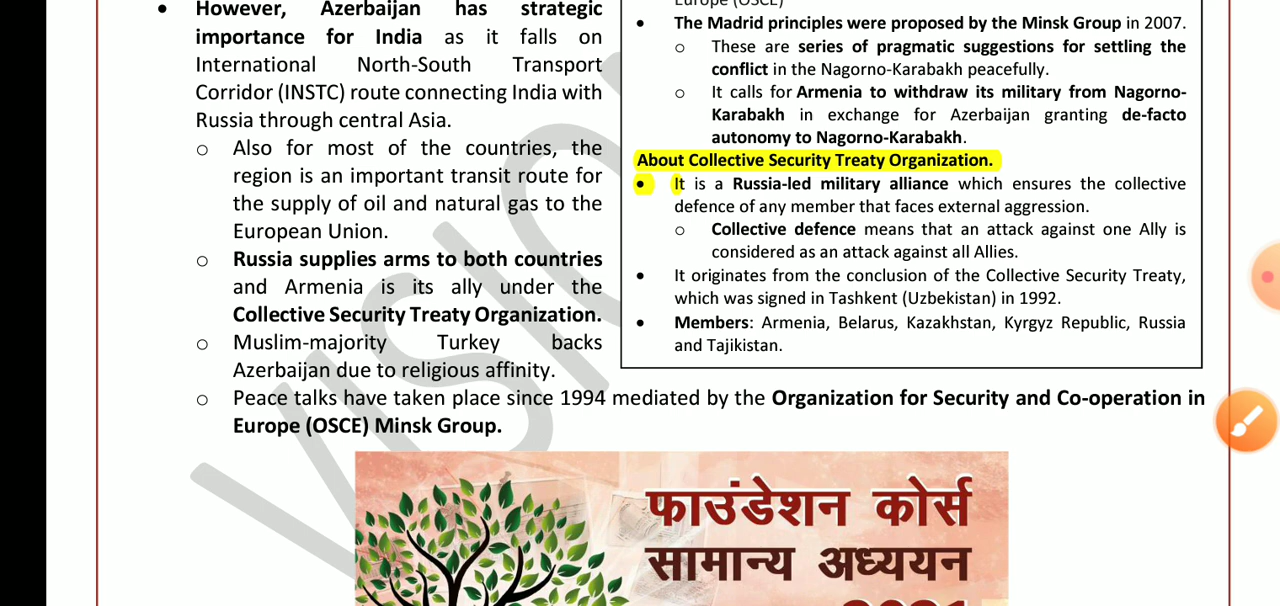 However, Azerbaijan has strategic
importance for India as it falls on
International North-South Transport
Corridor (INSTC) route connecting India with
Russia through central Asia.
o Also for most of the countries, the
region is an important transit route for
the supply of oil and natural gas to the
European Union.
o Russia supplies arms to both countries
and Armenia is its ally under the
Collective Security Treaty Organization.
o Muslim-majority Turkey backs
Azerbaijan due to religious affinity.
o Peace talks have taken place since 1994 mediated by the Organization for Security and Co-operation in
Europe (OSCE) Minsk Group.
Europe (OSCE)
• The Madrid principles were proposed by the Minsk Group in 2007.
o These are series of pragmatic suggestions for settling the
conflict in the Nagorno-Karabakh peacefully.
o It calls for Armenia to withdraw its military from Nagorno-
Karabakh in exchange for Azerbaijan granting de-facto
autonomy to Nagorno-Karabakh.
About Collective Security Treaty Organization.
• It is a Russia-led military alliance which ensures the collective
defence of any member that faces external aggression.
o Collective defence means that an attack against one Ally is
considered as an attack against all Allies.
• It originates from the conclusion of the Collective Security Treaty,
which was signed in Tashkent (Uzbekistan) in 1992.
• Members: Armenia, Belarus, Kazakhstan, Kyrgyz Republic, Russia
and Tajikistan.
VISIO
फाउंडेशन कोर्स
सामान्य अध्ययन
2021